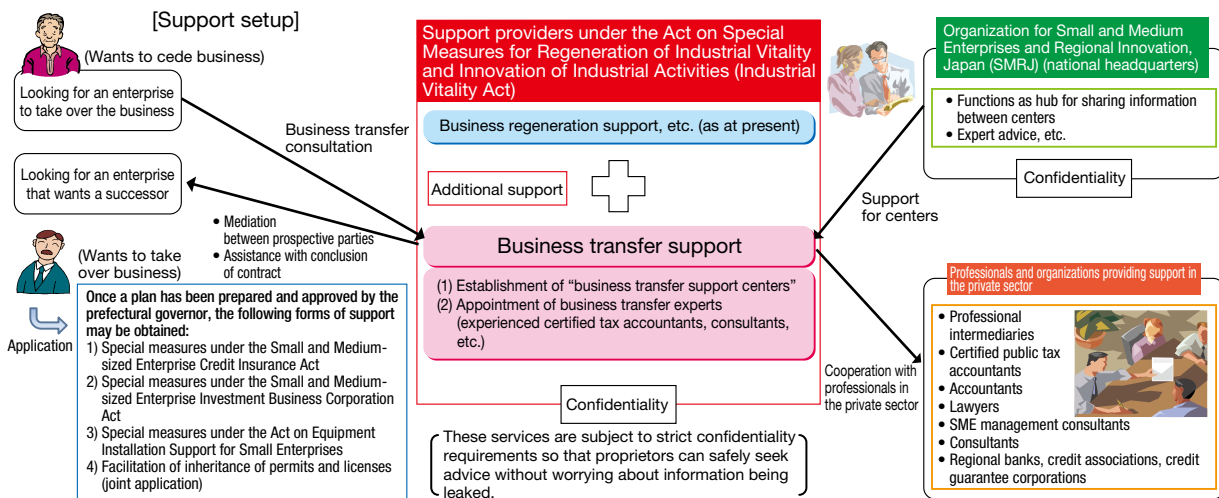 [Support setup]
(Wants to cede business)
Looking for an enterprise
to take over the business
Looking for an enterprise
that wants a successor
Business transfer
consultation
• Mediation
between prospective parties
• Assistance with conclusion
of contract
(Wants to take
over business)
Application
Once a plan has been prepared and approved by the
prefectural governor, the following forms of support
may be obtained:
1) Special measures under the Small and Medium-
sized Enterprise Credit Insurance Act
2) Special measures under the Small and Medium-
sized Enterprise Investment Business Corporation
Act
3) Special measures under the Act on Equipment
Installation Support for Small Enterprises
4) Facilitation of inheritance of permits and licenses
(joint application)
Support providers under the Act on Special
Measures for Regeneration of Industrial Vitality
and Innovation of Industrial Activities (Industrial
Vitality Act)
Business regeneration support, etc. (as at present)
Additional support
Business transfer support
(1) Establishment of “business transfer support centers”
(2) Appointment of business transfer experts
(experienced certified tax accountants, consultants,
etc.)
Confidentiality
These services are subject to strict confidentiality
requirements so that proprietors can safely seek
advice without worrying about information being
leaked.
Organization for Small and Medium
Enterprises and Regional Innovation,
Japan (SMRJ) (national headquarters)
• Functions as hub for sharing information
between centers
• Expert advice, etc.
Confidentiality
Support
for centers
Cooperation with
professionals in
the private sector
Professionals and organizations providing support in
the private sector
• Professional
intermediaries
• Certified public tax
accountants
• Accountants
• Lawyers
• SME management consultants
• Consultants
• Regional banks, credit associations, credit
guarantee corporations